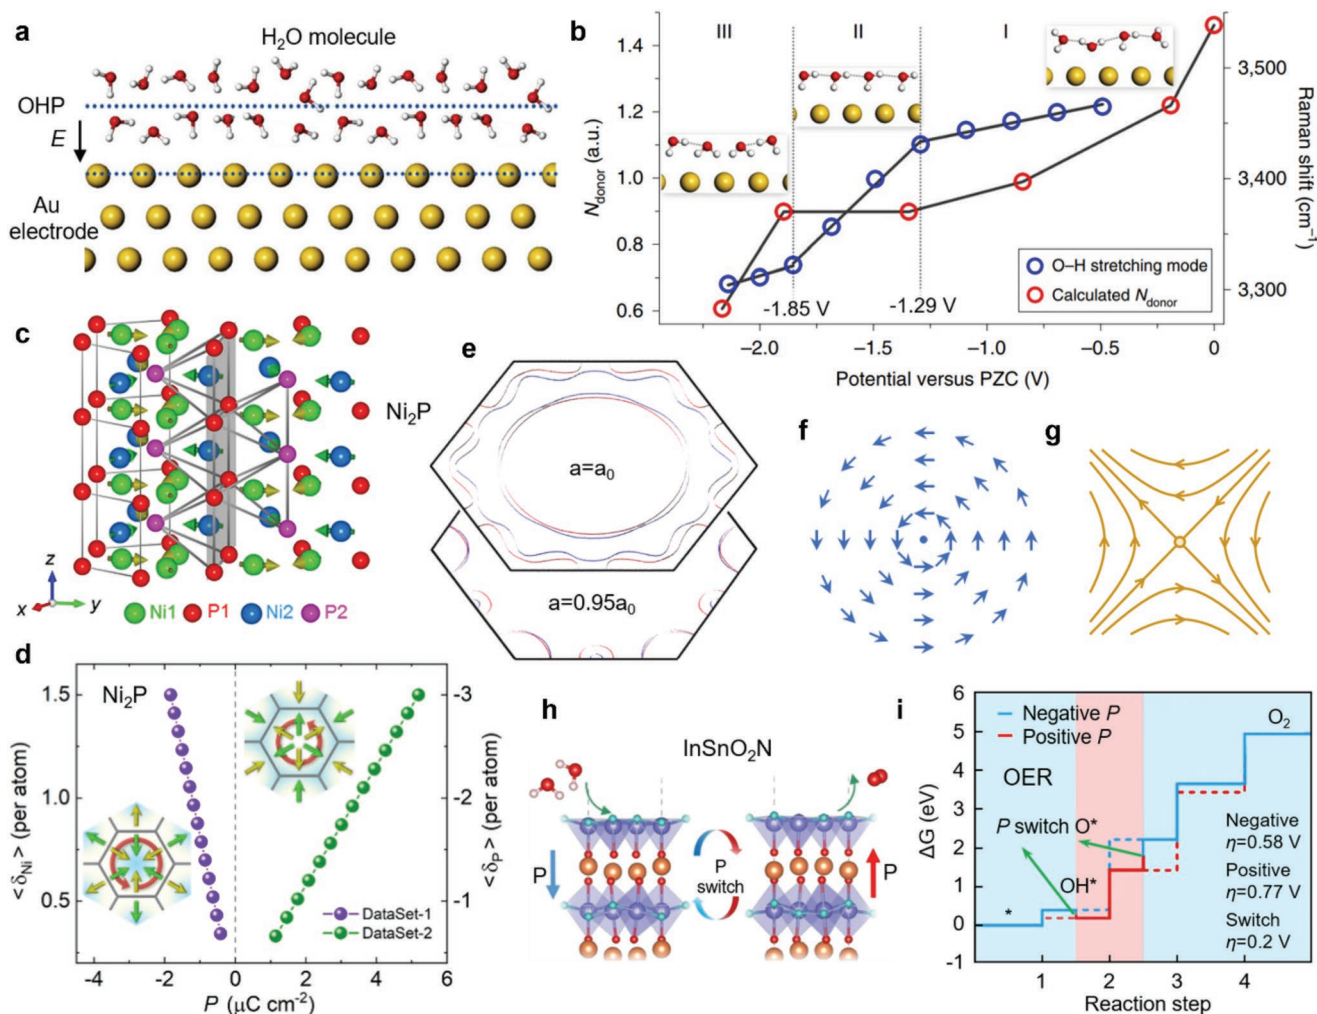 a
H₂O molecule
OHP
E
Au
electrode
b
III
II
I
1.4
1.2
1.0
0.8
0.6
N_donor (a.u.)
3,500
3,400
3,300
Raman shift (cm⁻¹)
O–H stretching mode
Calculated N_donor
-1.85 V
-1.29 V
−2.0
−1.5
−1.0
−0.5
0
Potential versus PZC (V)
c
Ni₂P
z
x
y
Ni1
P1
Ni2
P2
e
a=a₀
a=0.95a₀
f
g
d
Ni₂P
1.5
1.0
0.5
<δ_Ni> (per atom)
-3
-2
-1
<δ_P> (per atom)
DataSet-1
DataSet-2
-4
-2
0
2
4
6
P (μC cm⁻²)
h
InSnO₂N
P
P
switch
P
i
6
5
4
3
2
1
0
-1
ΔG (eV)
Negative P
Positive P
O₂
OER
P switch
O*
OH*
*
Negative
η=0.58 V
Positive
η=0.77 V
Switch
η=0.2 V
1
2
3
4
Reaction step